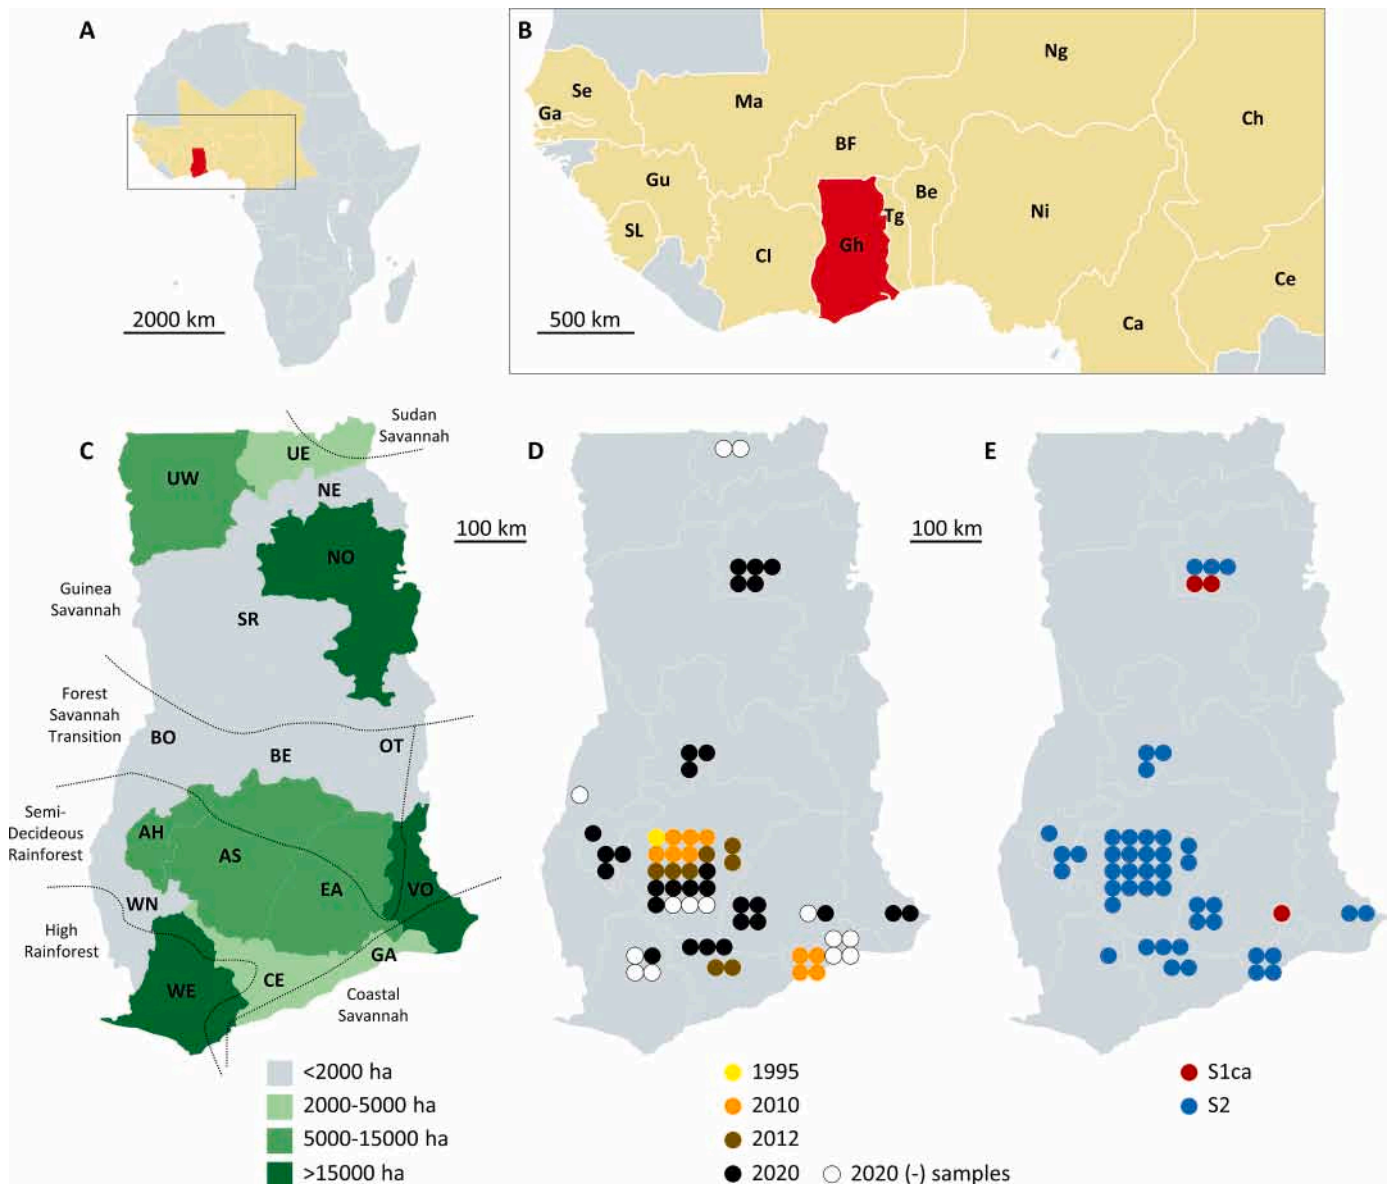 A
2000 km
B
Ng
Se
Ma
Ga
Ch
BF
Gu
Be
Ni
Tg
SL
Gh
CI
Ce
500 km
Ca
C
Sudan
Savannah
UE
UW
NE
NO
100 km
Guinea
Savannah
SR
Forest
Savannah
Transition
BO
BE
OT
Semi-
Decideous
Rainforest
AH
AS
EA
VO
WN
High
Rainforest
GA
CE
WE
Coastal
Savannah
<2000 ha
2000-5000 ha
5000-15000 ha
>15000 ha
D
1995
2010
2012
2020
2020 (-) samples
E
100 km
S1ca
S2